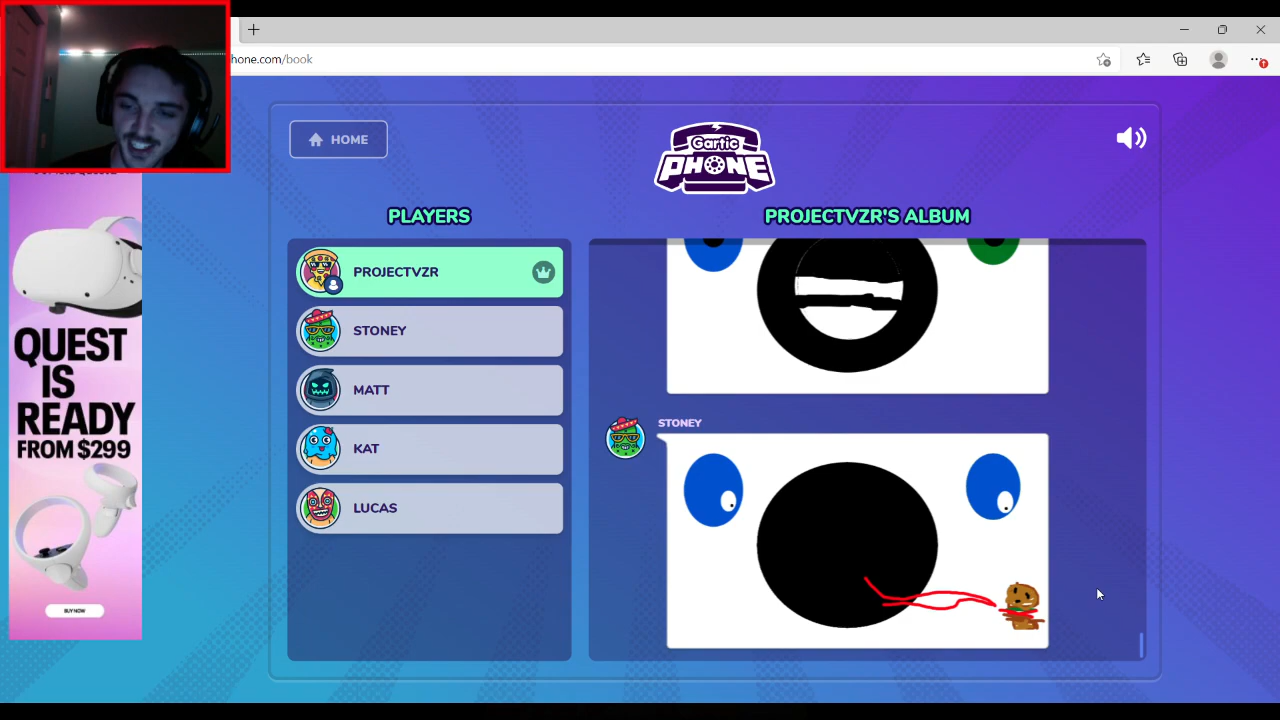 hone.com/book
HOME
Gartic
PHONE
PLAYERS
PROJECTVZR'S ALBUM
PROJECTVZR
STONEY
MATT
KAT
LUCAS
STONEY
QUEST
IS
READY
FROM $299
BUY NOW